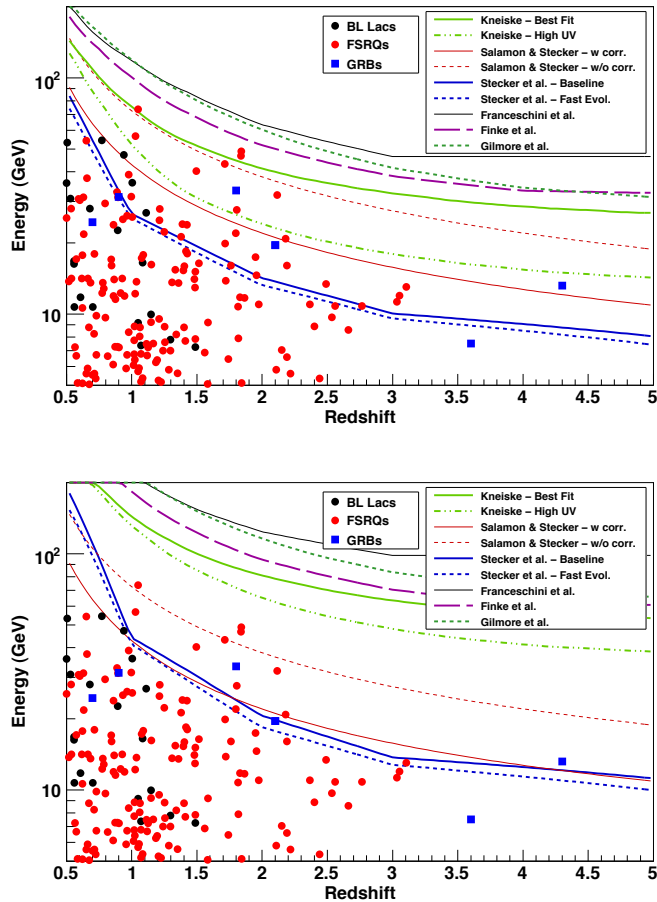 BL Lacs
FSRQs
GRBs
Kneiske – Best Fit
Kneiske – High UV
Salamon & Stecker – w corr.
Salamon & Stecker – w/o corr.
Stecker et al. – Baseline
Stecker et al. – Fast Evol.
Franceschini et al.
Finke et al.
Gilmore et al.
Energy (GeV)
10²
10
0.5 1 1.5 2 2.5 3 3.5 4 4.5 5
Redshift
BL Lacs
FSRQs
GRBs
Kneiske – Best Fit
Kneiske – High UV
Salamon & Stecker – w corr.
Salamon & Stecker – w/o corr.
Stecker et al. – Baseline
Stecker et al. – Fast Evol.
Franceschini et al.
Finke et al.
Gilmore et al.
Energy (GeV)
10²
10
0.5 1 1.5 2 2.5 3 3.5 4 4.5 5
Redshift